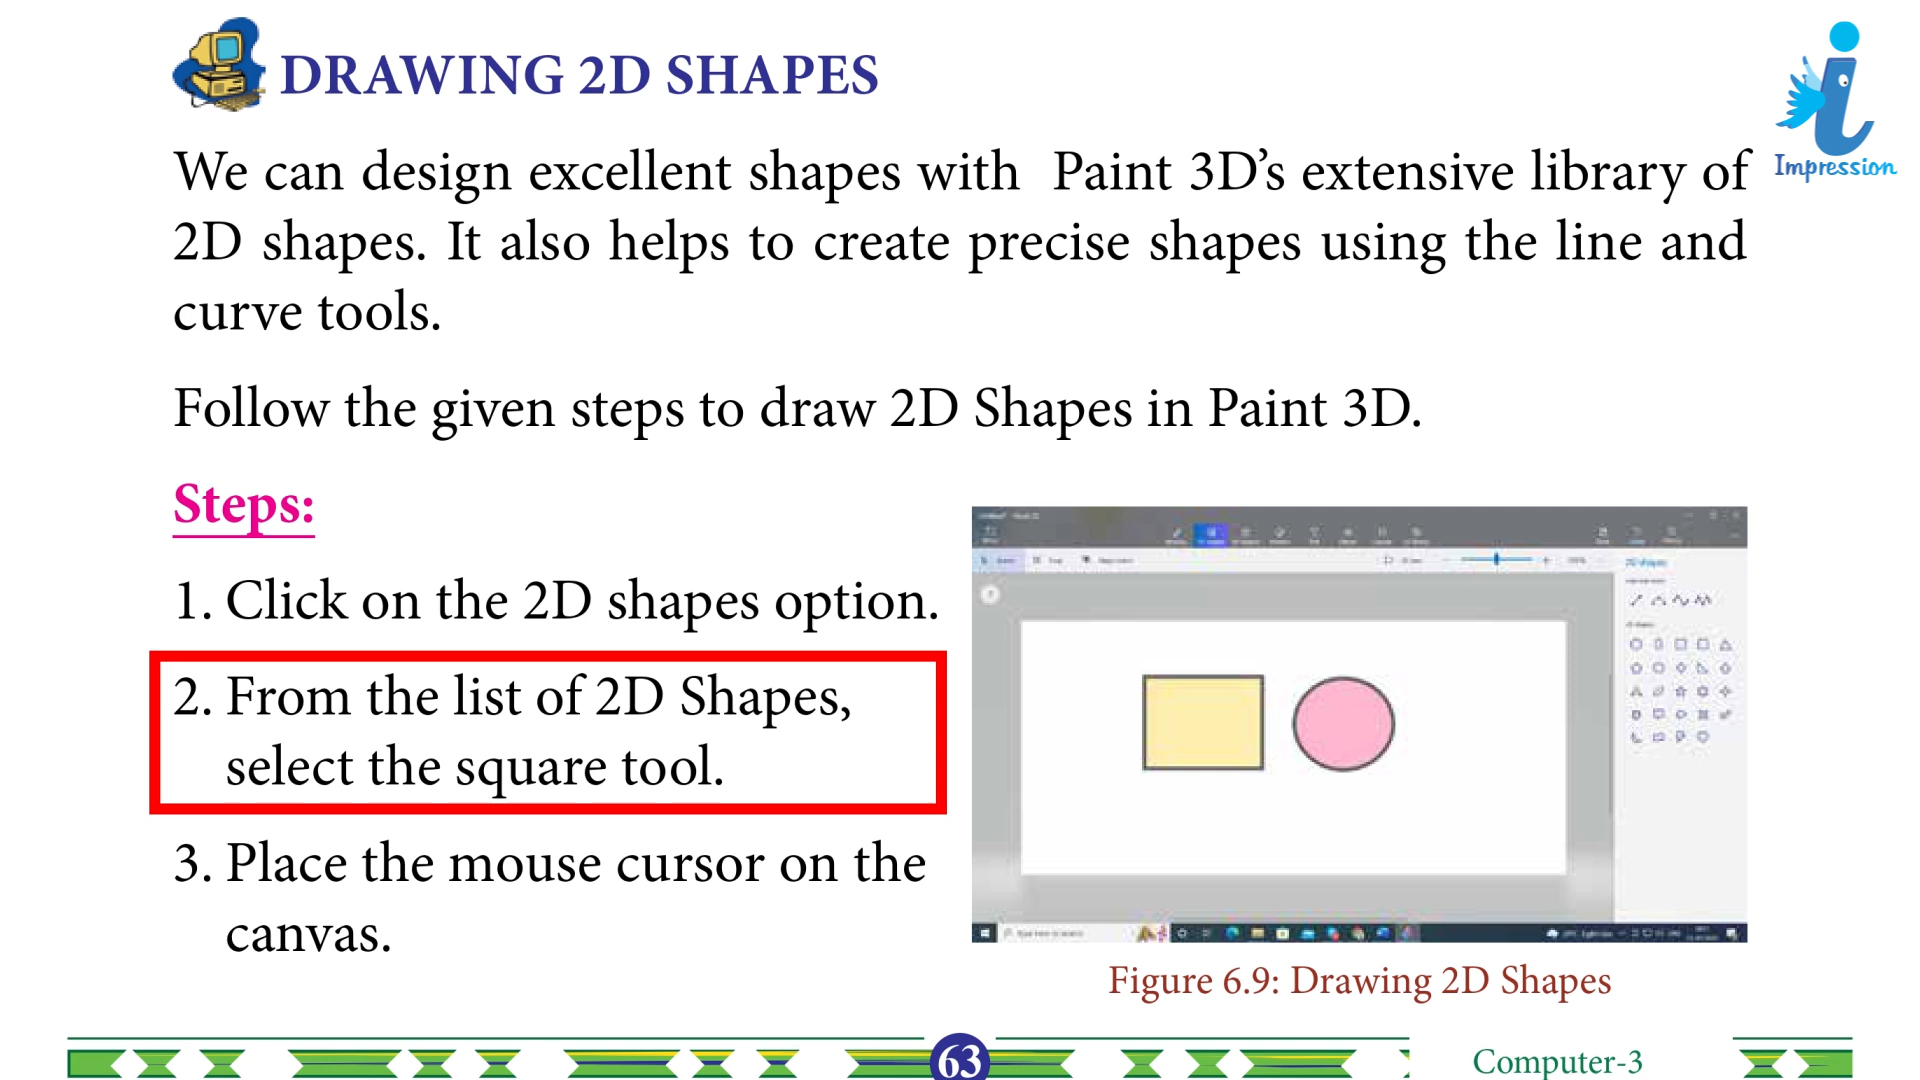 DRAWING 2D SHAPES
Impression
We can design excellent shapes with Paint 3D’s extensive library of
2D shapes. It also helps to create precise shapes using the line and
curve tools.
Follow the given steps to draw 2D Shapes in Paint 3D.
Steps:
1. Click on the 2D shapes option.
2. From the list of 2D Shapes,
select the square tool.
3. Place the mouse cursor on the
canvas.
2D shapes
Figure 6.9: Drawing 2D Shapes
63
Computer-3